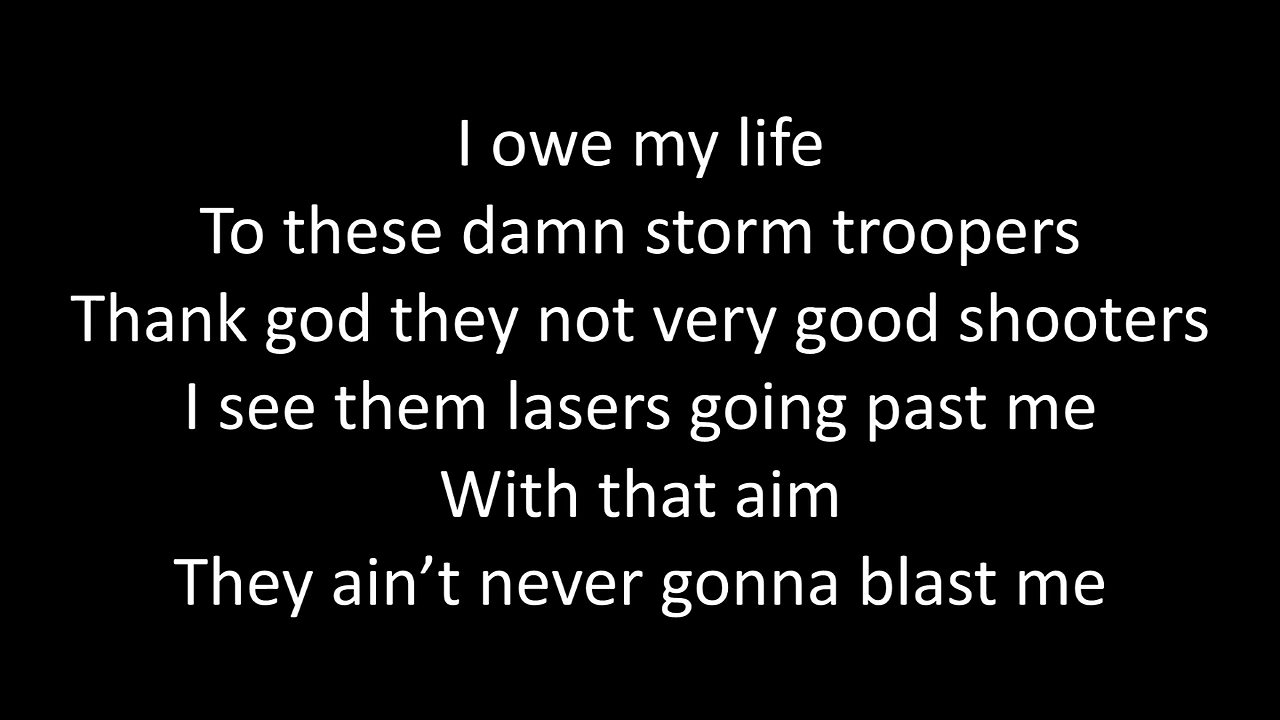 I owe my life
To these damn storm troopers
Thank god they not very good shooters
I see them lasers going past me
With that aim
They ain’t never gonna blast me